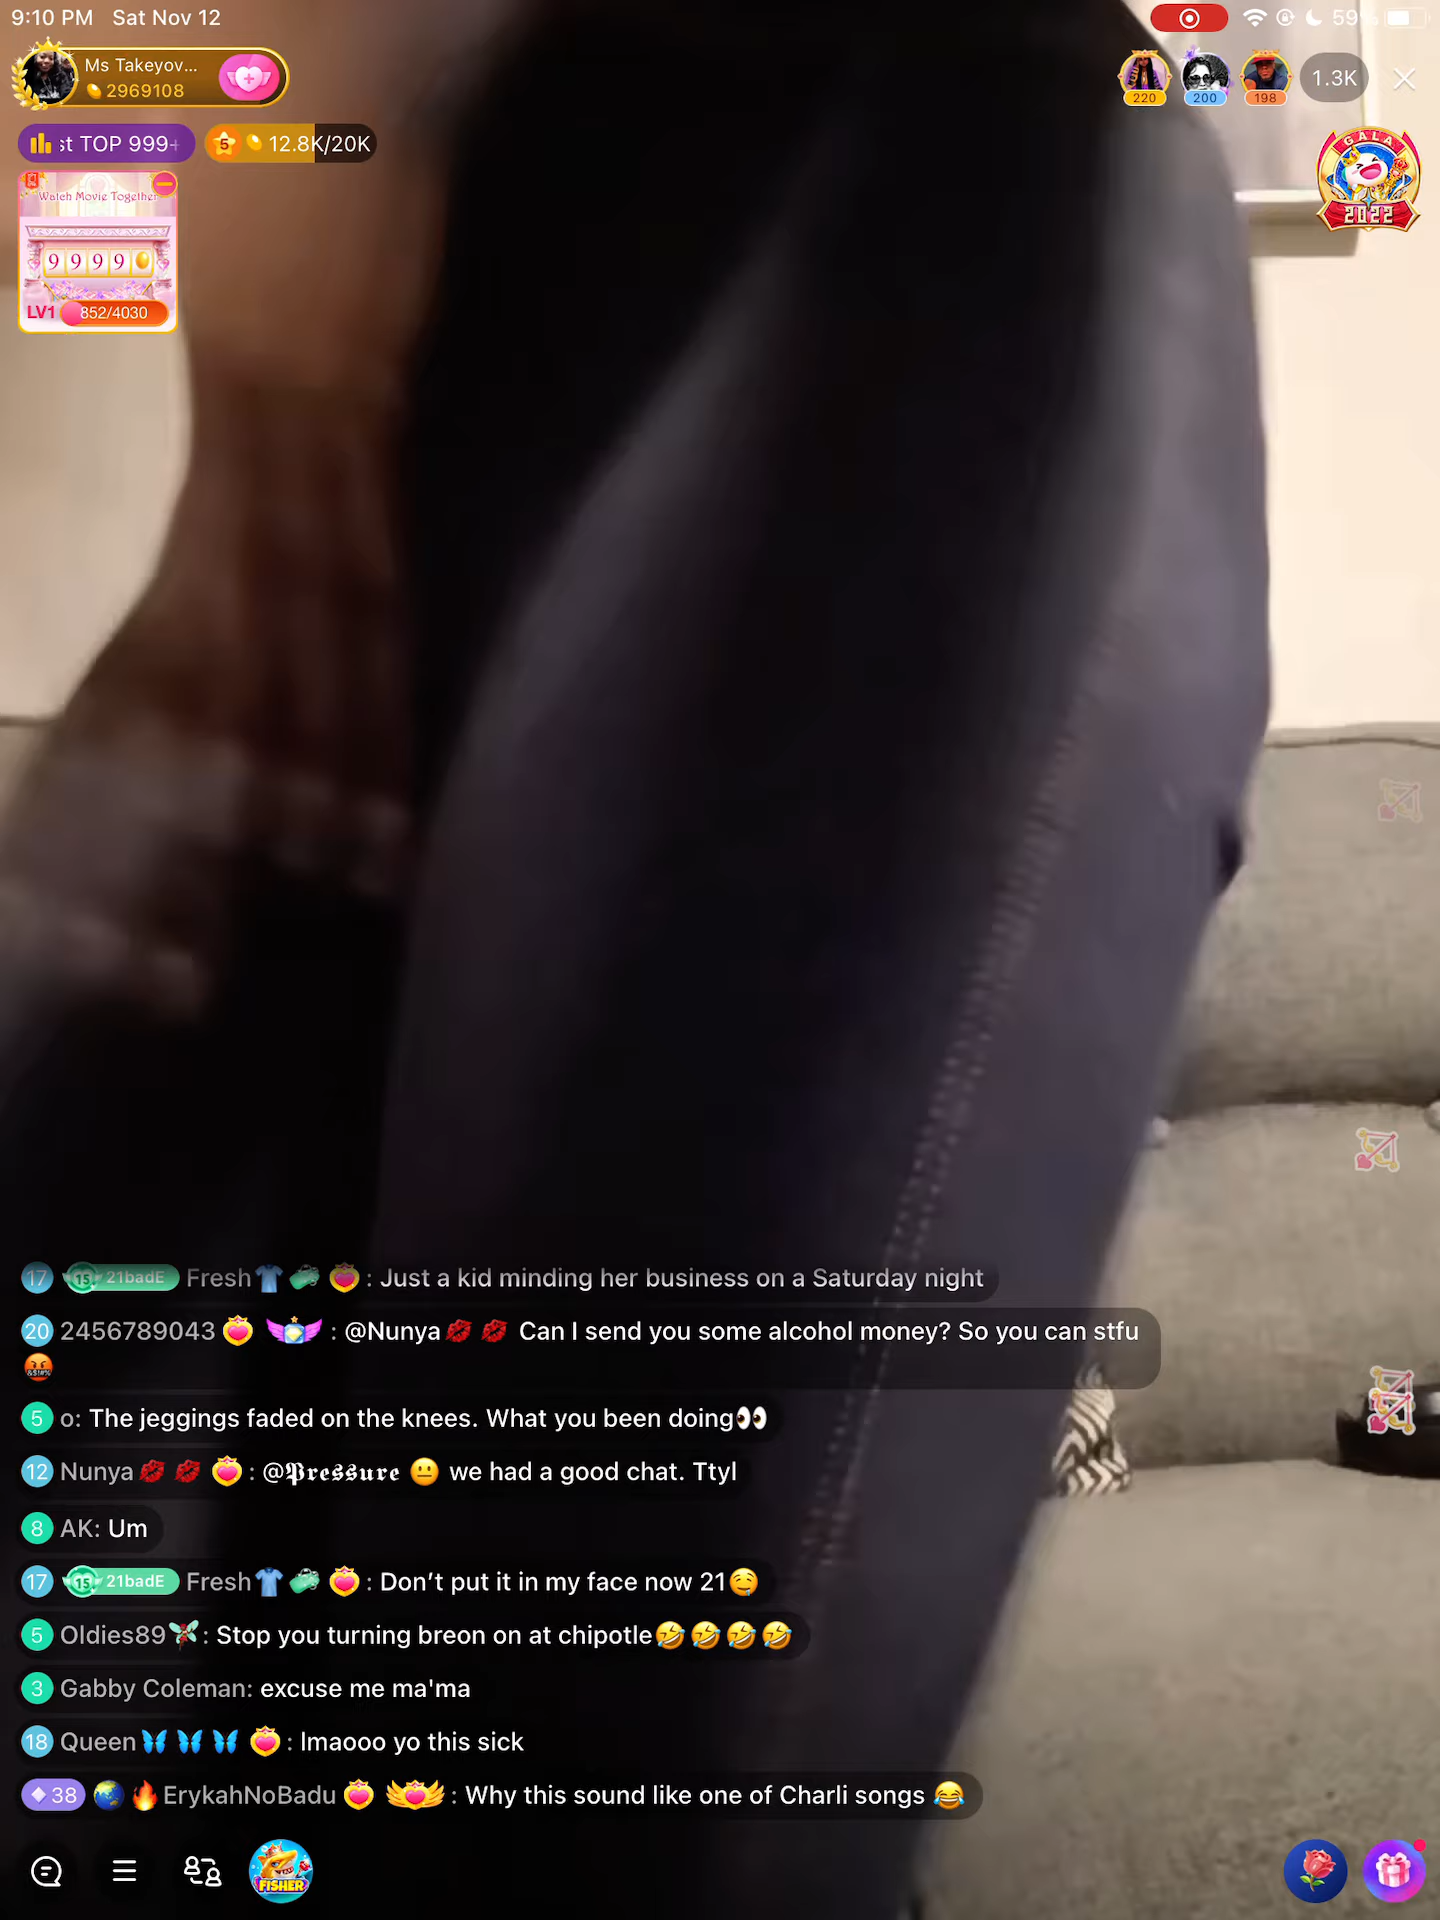 9:10 PM Sat Nov 12
59%
Ms Takeyov...
2969108
220 200 198 1.3K
st TOP 999+
5 12.8K/20K
GALA
2022
Watch Movie Together
9 9 9 9
LV1 852/4030
17 15 21badE Fresh👕🧼 : Just a kid minding her business on a Saturday night
20 2456789043 : @Nunya💋💋 Can I send you some alcohol money? So you can stfu
🤬
5 o: The jeggings faded on the knees. What you been doing👀
12 Nunya💋💋 : @𝕻𝖗𝖊𝖘𝖘𝖚𝖗𝖊 😐 we had a good chat. Ttyl
8 AK: Um
17 15 21badE Fresh👕🧼 : Don't put it in my face now 21🤤
5 Oldies89🧚: Stop you turning breon on at chipotle🤣🤣🤣🤣
3 Gabby Coleman: excuse me ma'ma
18 Queen🦋🦋🦋 : lmaooo yo this sick
38 🌏🔥ErykahNoBadu : Why this sound like one of Charli songs 😂
FISHER